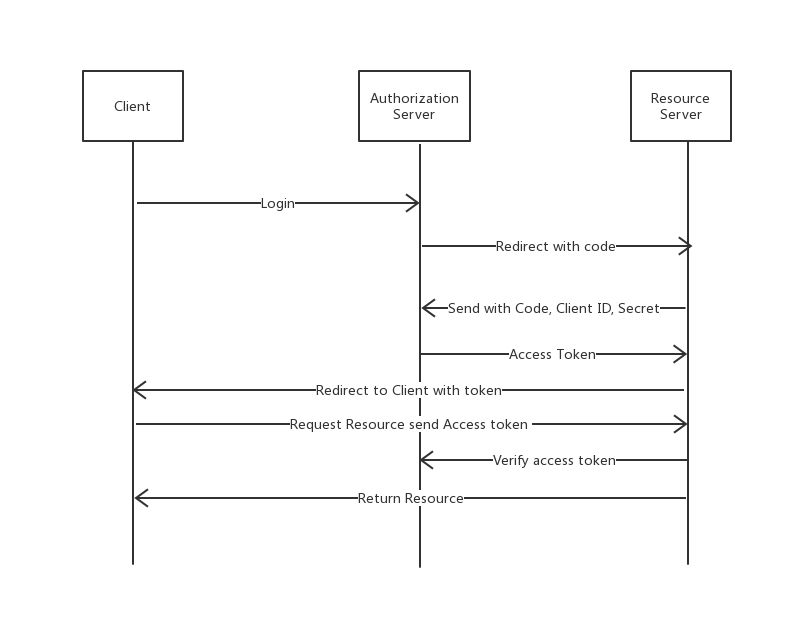 Client
Authorization
Server
Resource
Server
Login
Redirect with code
Send with Code, Client ID, Secret
Access Token
Redirect to Client with token
Request Resource send Access token
Verify access token
Return Resource